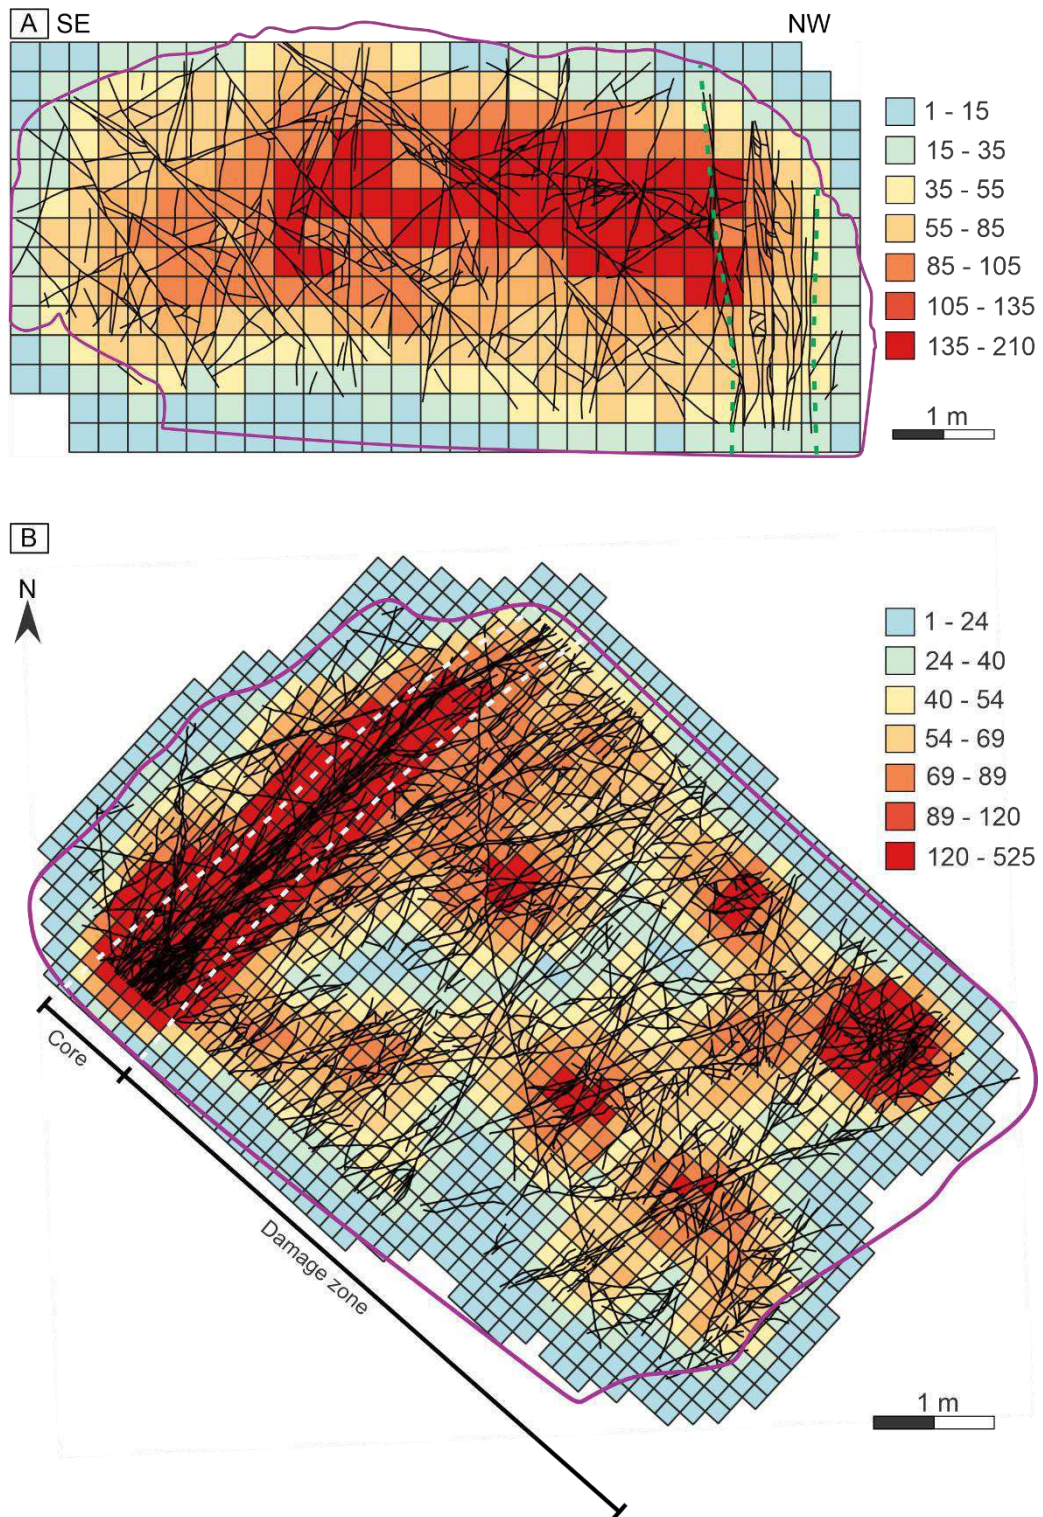 A SE NW
1 - 15
15 - 35
35 - 55
55 - 85
85 - 105
105 - 135
135 - 210
1 m
B
N
1 - 24
24 - 40
40 - 54
54 - 69
69 - 89
89 - 120
120 - 525
Core
Damage zone
1 m